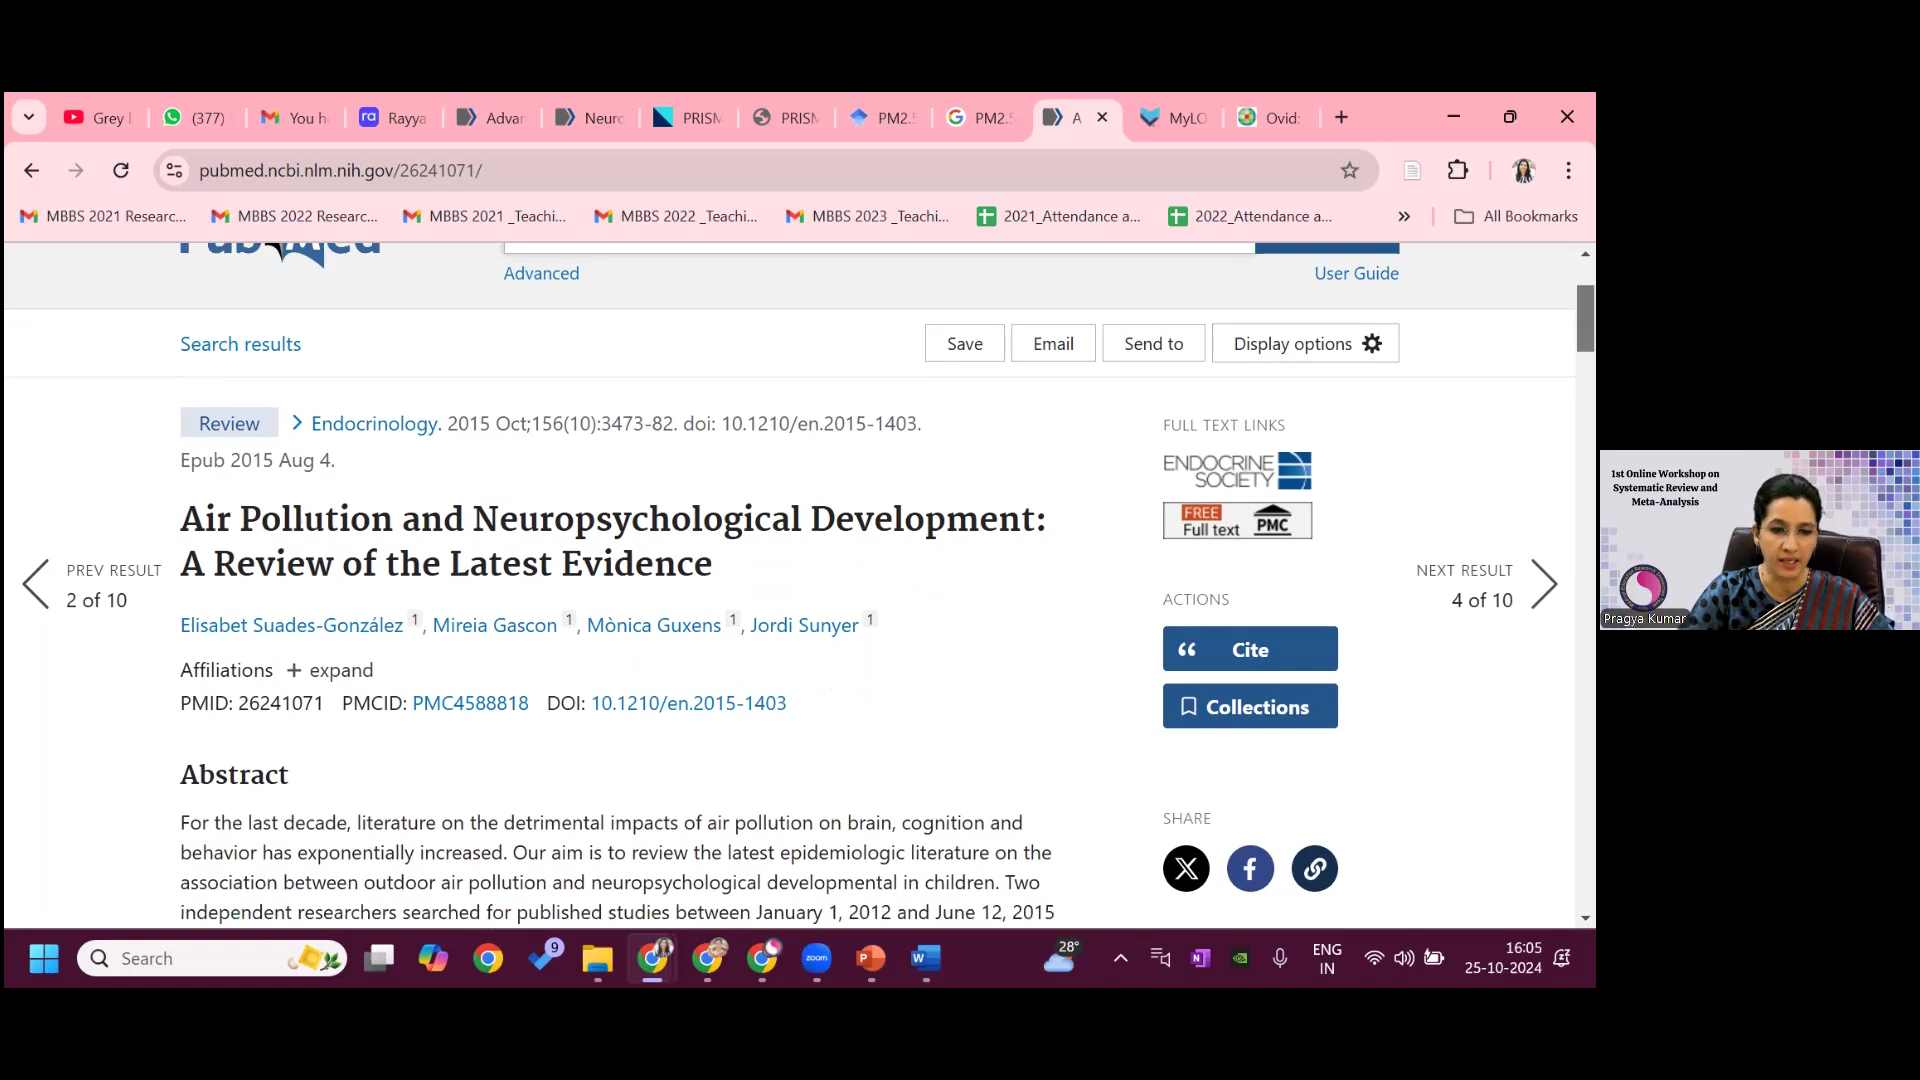 Grey
(377)
You h
Rayya
Advan
Neuro
PRISM
PRISM
PM2.5
PM2.5
A
MyLO
Ovid:
pubmed.ncbi.nlm.nih.gov/26241071/
MBBS 2021 Researc...
MBBS 2022 Researc...
MBBS 2021 _Teachi...
MBBS 2022 _Teachi...
MBBS 2023 _Teachi...
2021_Attendance a...
2022_Attendance a...
All Bookmarks
PubMed
Advanced
User Guide
Search results
Save
Email
Send to
Display options
Review
Endocrinology. 2015 Oct;156(10):3473-82. doi: 10.1210/en.2015-1403.
Epub 2015 Aug 4.
Air Pollution and Neuropsychological Development:
A Review of the Latest Evidence
Elisabet Suades-González 1, Mireia Gascon 1, Mònica Guxens 1, Jordi Sunyer 1
Affiliations + expand
PMID: 26241071 PMCID: PMC4588818 DOI: 10.1210/en.2015-1403
Abstract
For the last decade, literature on the detrimental impacts of air pollution on brain, cognition and
behavior has exponentially increased. Our aim is to review the latest epidemiologic literature on the
association between outdoor air pollution and neuropsychological developmental in children. Two
independent researchers searched for published studies between January 1, 2012 and June 12, 2015
PREV RESULT
2 of 10
FULL TEXT LINKS
ENDOCRINE
SOCIETY
FREE
Full text
PMC
ACTIONS
Cite
Collections
SHARE
NEXT RESULT
4 of 10
1st Online Workshop on
Systematic Review and
Meta-Analysis
Pragya Kumar
Search
9
zoom
28°
ENG
IN
16:05
25-10-2024